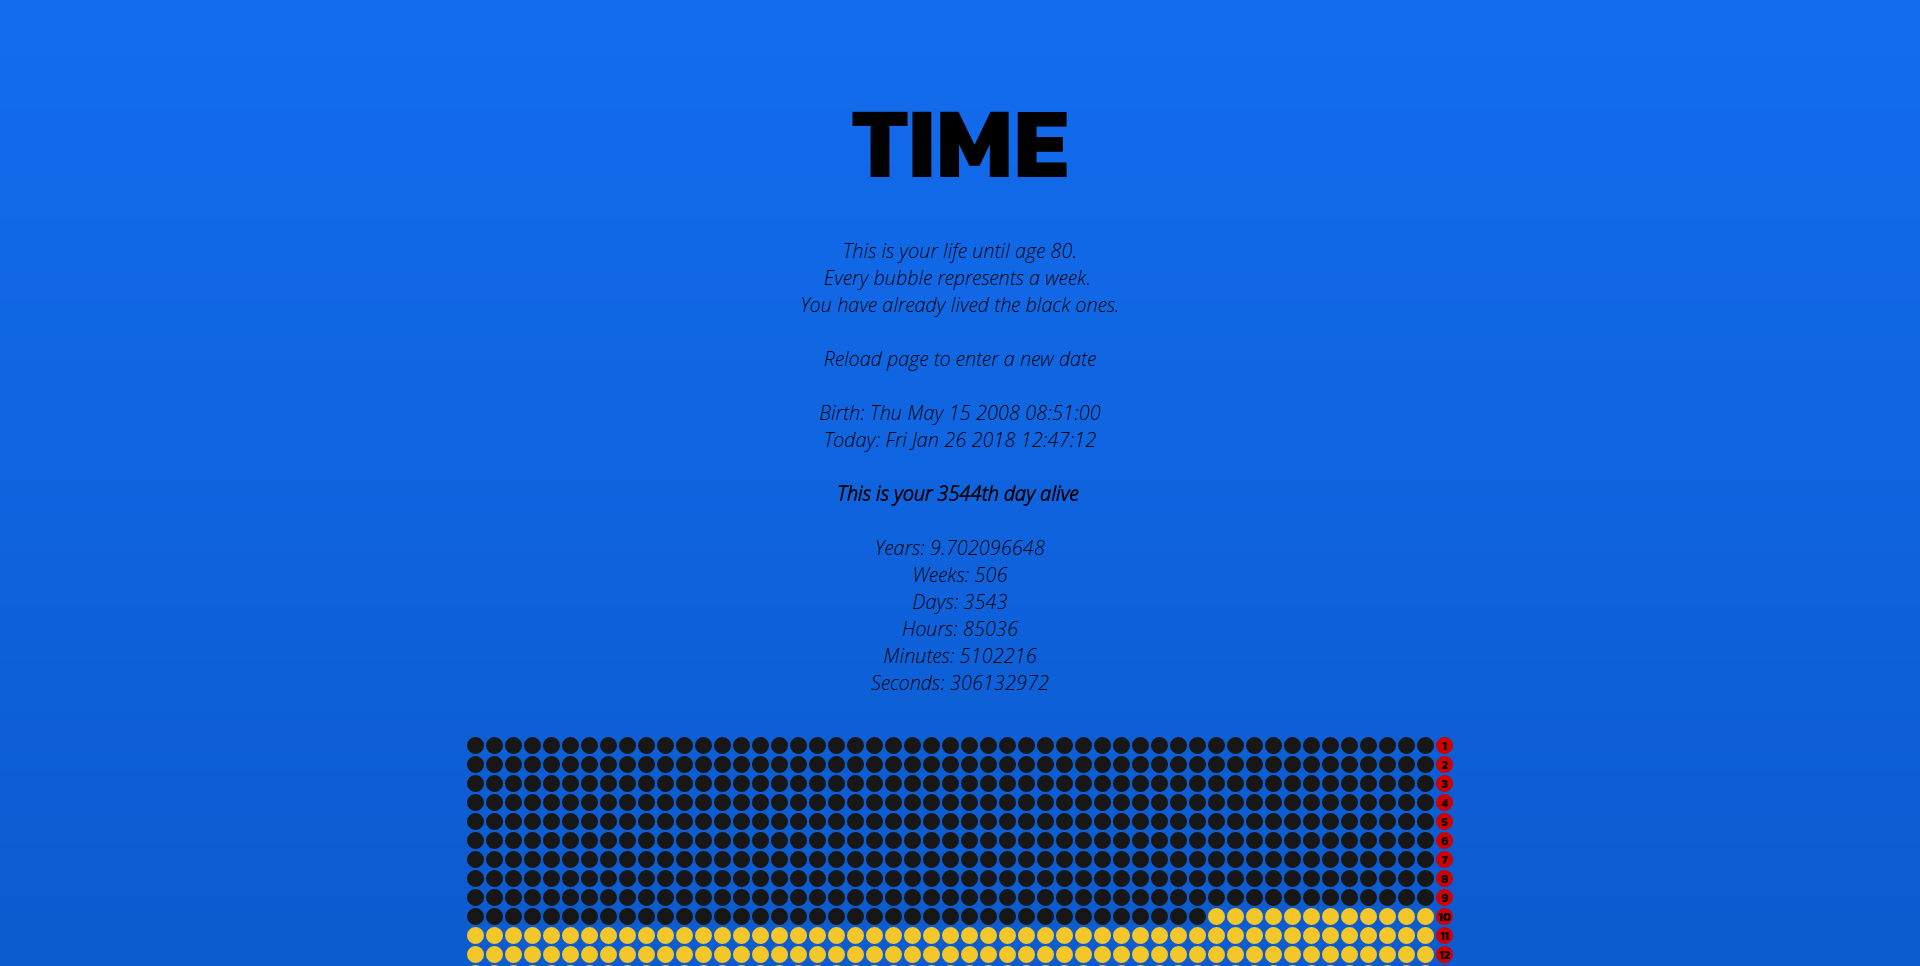 TIME
This is your life until age 80.
Every bubble represents a week.
You have already lived the black ones.
Reload page to enter a new date
Birth: Thu May 15 2008 08:51:00
Today: Fri Jan 26 2018 12:47:12
This is your 3544th day alive
Years: 9.702096648
Weeks: 506
Days: 3543
Hours: 85036
Minutes: 5102216
Seconds: 306132972
1
2
3
4
5
6
7
8
9
10
11
12